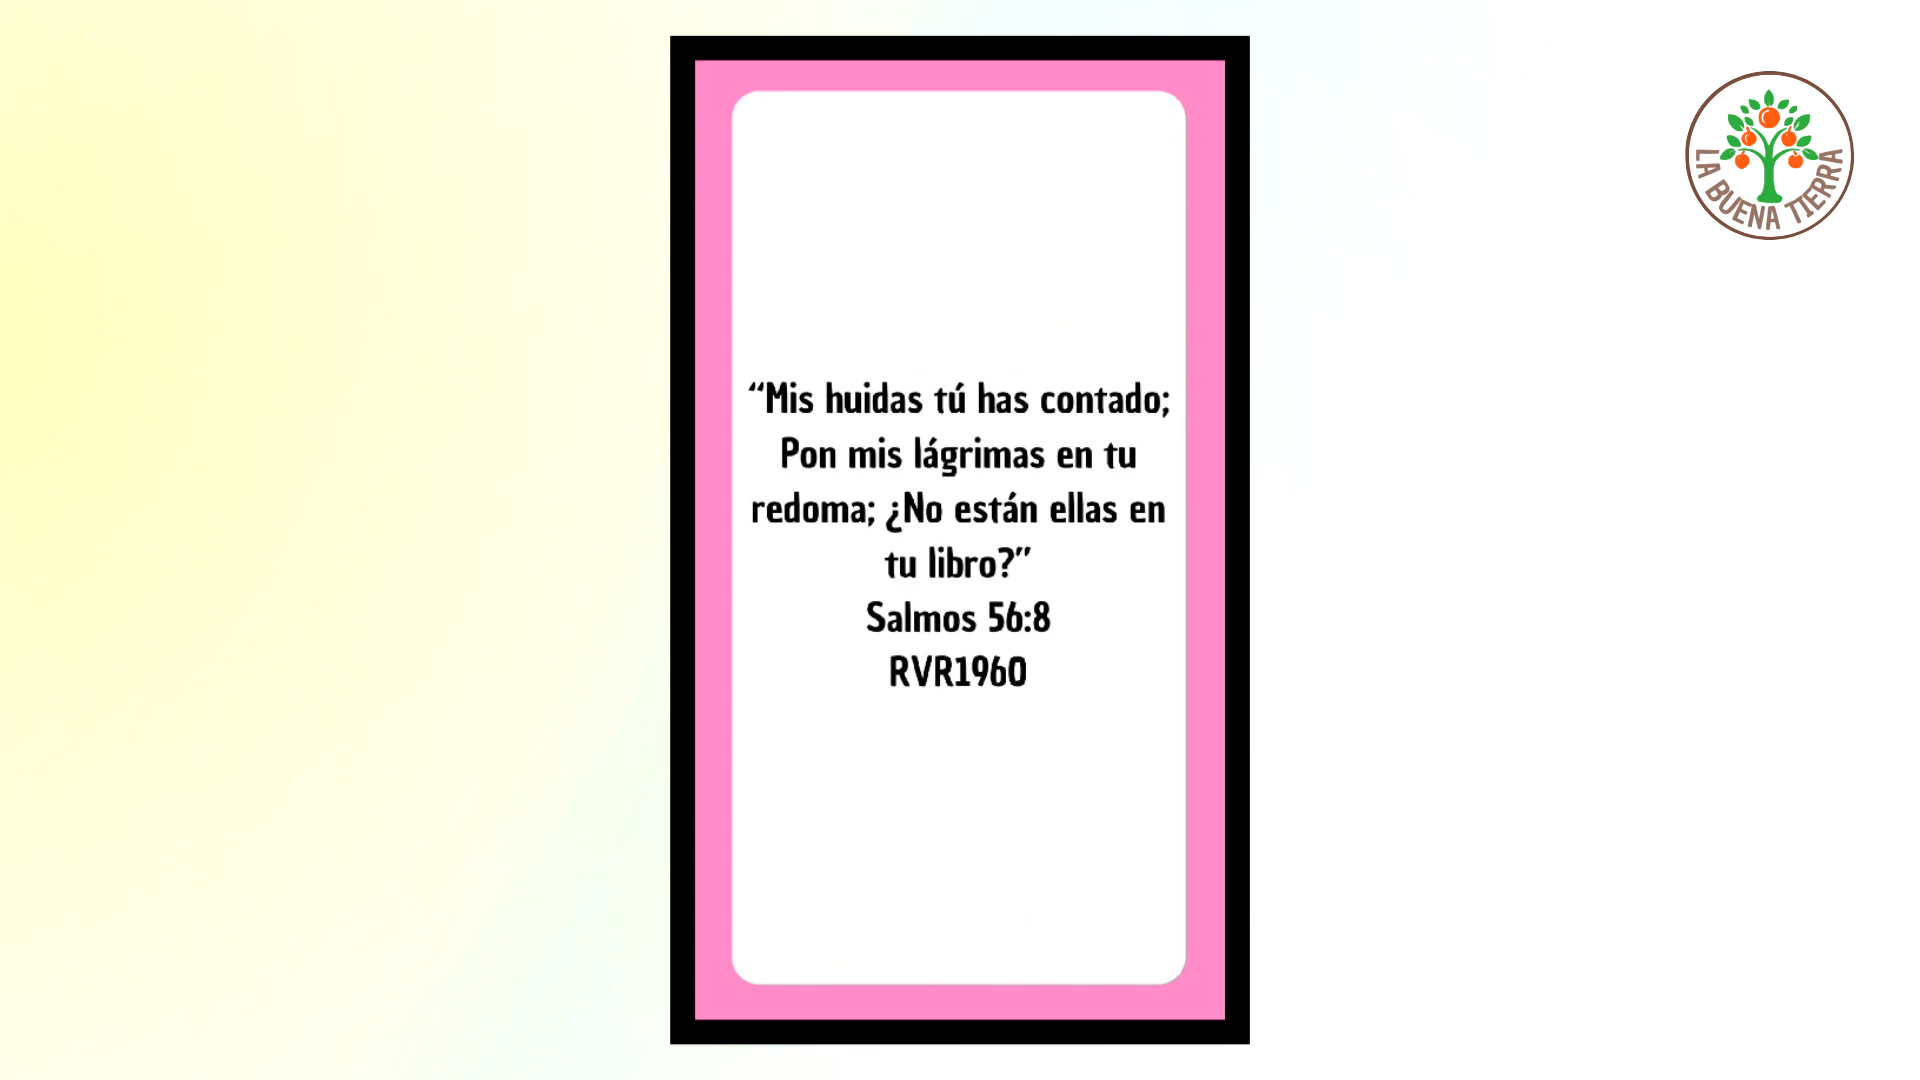 “Mis huidas tú has contado;
Pon mis lágrimas en tu
redoma; ¿No están ellas en
tu libro?”
Salmos 56:8
RVR1960
LA BUENA TIERRA